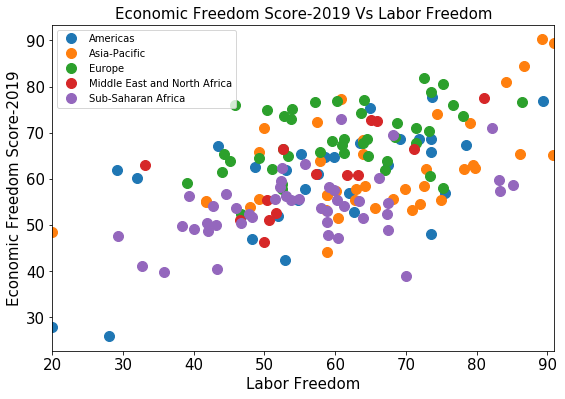 Economic Freedom Score-2019 Vs Labor Freedom
Americas
Asia-Pacific
Europe
Middle East and North Africa
Sub-Saharan Africa
Economic Freedom Score-2019
90
80
70
60
50
40
30
20 30 40 50 60 70 80 90
Labor Freedom